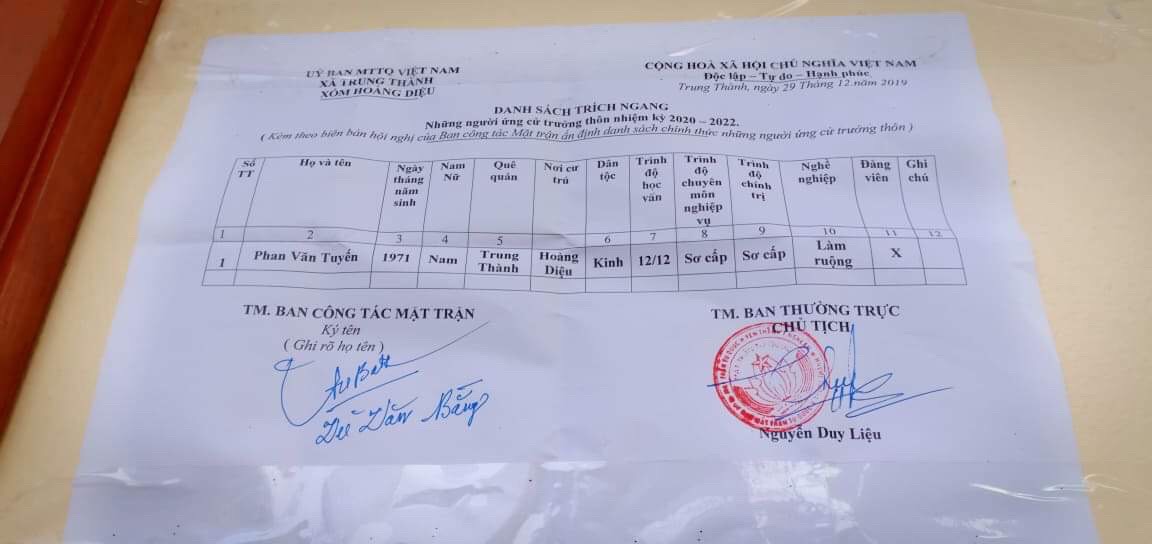 UỶ BAN MTTQ VIỆT NAM
XÃ TRUNG THÀNH
XÓM HOÀNG DIỆU
CỘNG HOÀ XÃ HỘI CHỦ NGHĨA VIỆT NAM
Độc lập – Tự do – Hạnh phúc
Trung Thành, ngày 29 Tháng 12.năm 2019
DANH SÁCH TRÍCH NGANG
Những người ứng cử trưởng thôn nhiệm kỳ 2020 – 2022.
( Kèm theo biên bản hội nghị của Ban công tác Mặt trận ấn định danh sách chính thức những người ứng cử trưởng thôn )
Số TT Họ và tên Ngày tháng năm sinh Nam Nữ Quê quán Nơi cư trú Dân tộc Trình độ học vấn Trình độ chuyên môn nghiệp vụ Trình độ chính trị Nghề nghiệp Đảng viên Ghi chú
1 2 3 4 5 6 7 8 9 10 11 12
1 Phan Văn Tuyến 1971 Nam Trung Thành Hoàng Diệu Kinh 12/12 Sơ cấp Sơ cấp Làm ruộng X
TM. BAN CÔNG TÁC MẶT TRẬN
Ký tên
( Ghi rõ họ tên )
Văn Bằng
TM. BAN THƯỜNG TRỰC
CHỦ TỊCH
Nguyễn Duy Liệu